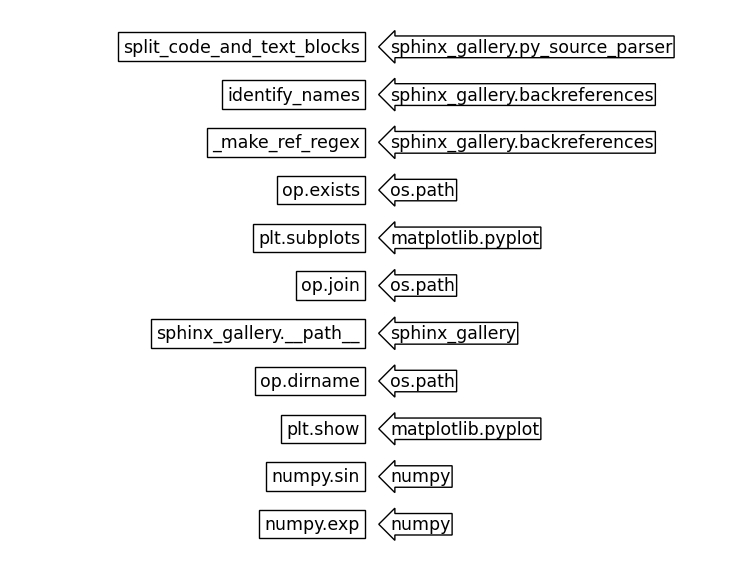 split_code_and_text_blocks sphinx_gallery.py_source_parser
identify_names sphinx_gallery.backreferences
_make_ref_regex sphinx_gallery.backreferences
op.exists os.path
plt.subplots matplotlib.pyplot
op.join os.path
sphinx_gallery.__path__ sphinx_gallery
op.dirname os.path
plt.show matplotlib.pyplot
numpy.sin numpy
numpy.exp numpy